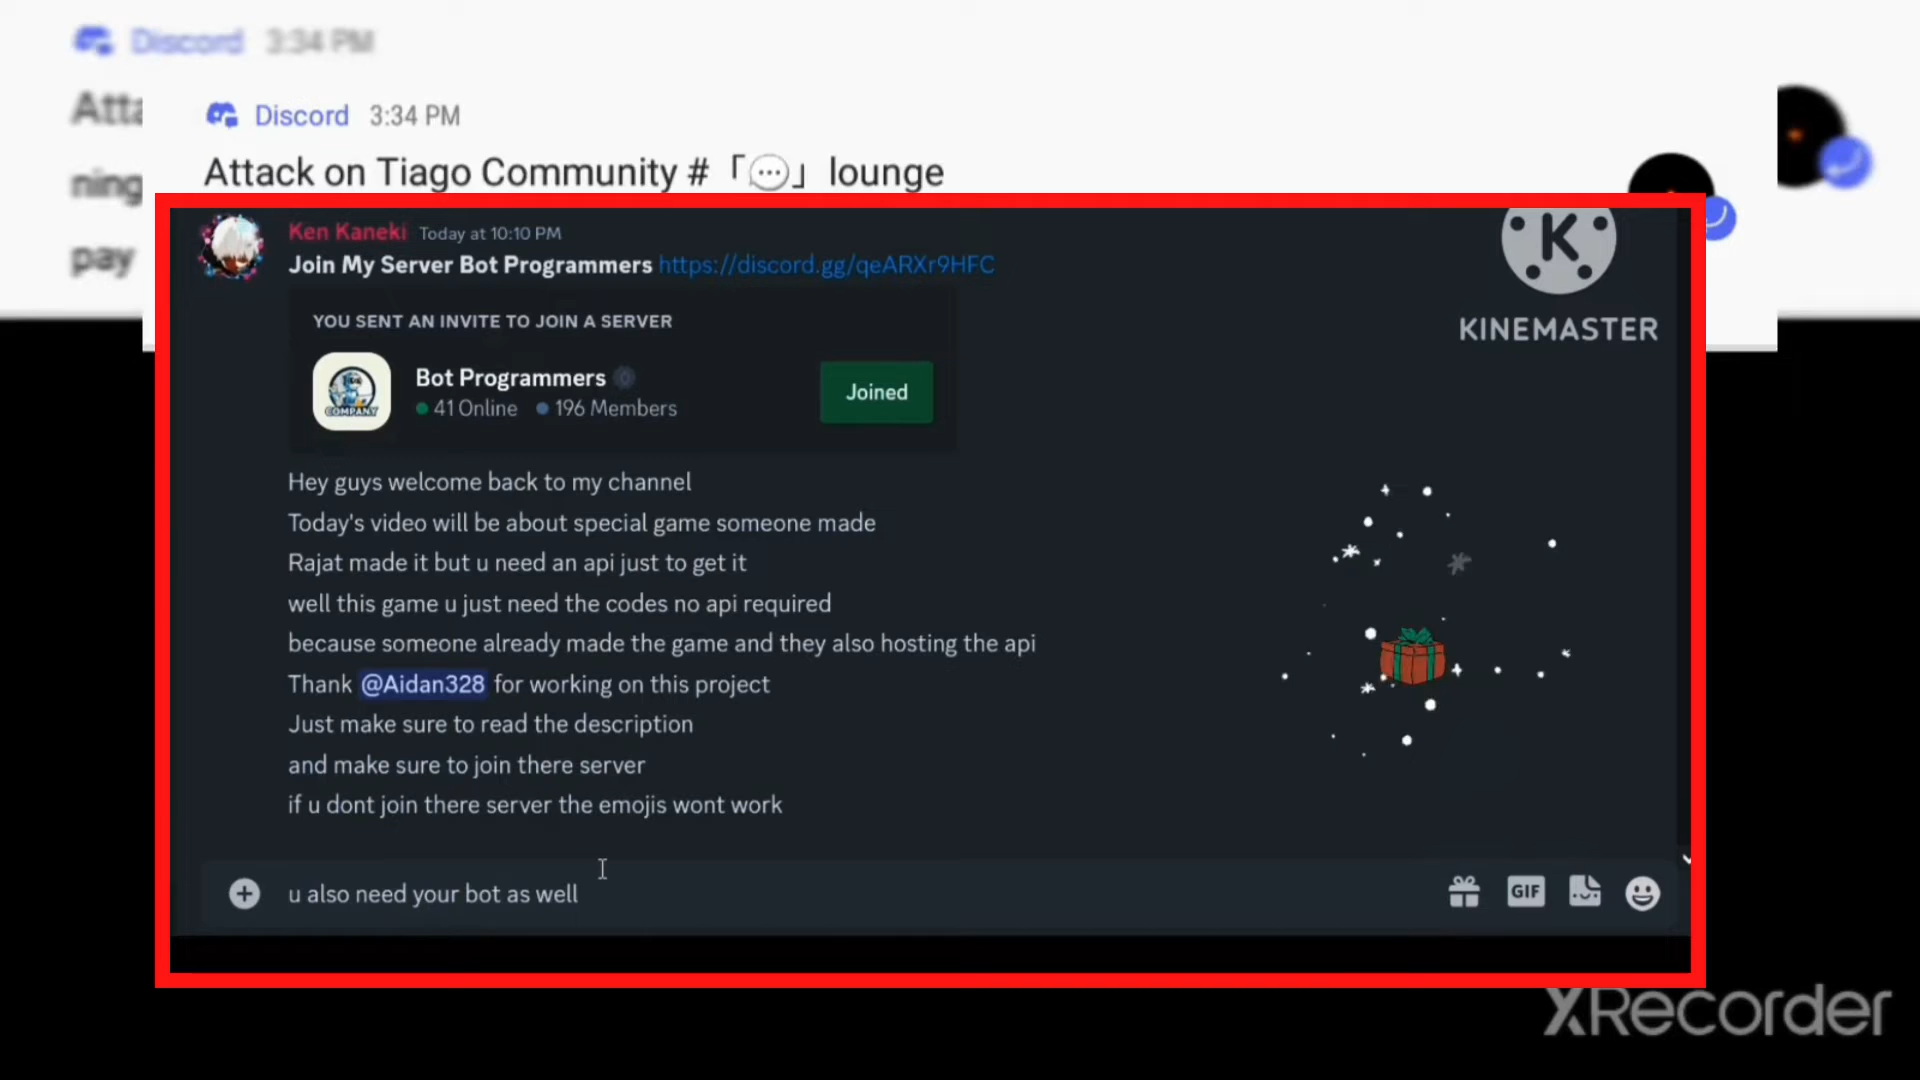 Discord 3:34 PM
Atta
ning
pay
Discord 3:34 PM
Attack on Tiago Community #「💬」 lounge
Ken Kaneki Today at 10:10 PM
Join My Server Bot Programmers https://discord.gg/qeARXr9HFC
YOU SENT AN INVITE TO JOIN A SERVER
COMPANY
Bot Programmers
41 Online 196 Members
Joined
K
KINEMASTER
Hey guys welcome back to my channel
Today's video will be about special game someone made
Rajat made it but u need an api just to get it
well this game u just need the codes no api required
because someone already made the game and they also hosting the api
Thank @Aidan328 for working on this project
Just make sure to read the description
and make sure to join there server
if u dont join there server the emojis wont work
u also need your bot as well
GIF
XRecorder